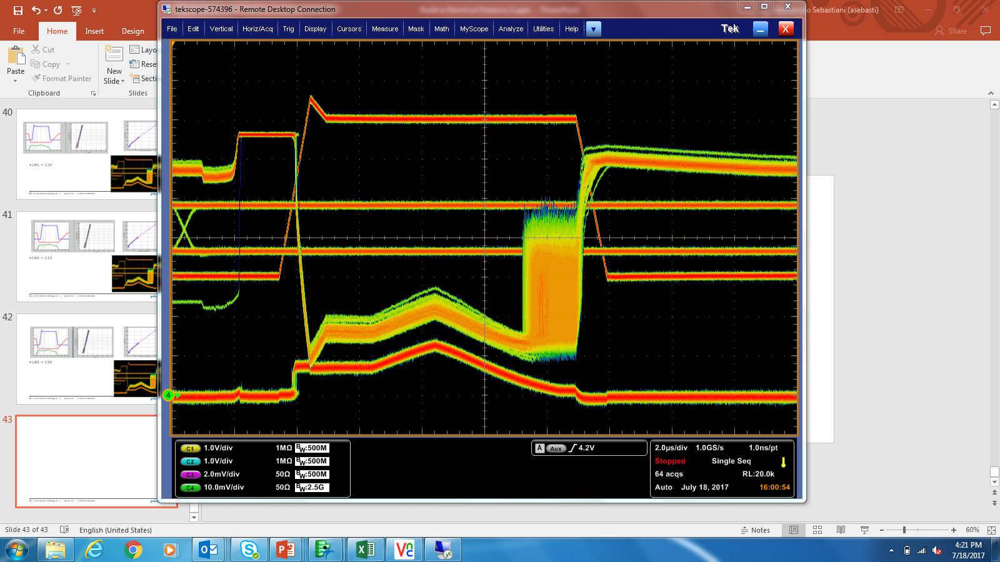 tekscope-574396 - Remote Desktop Connection
o Sebastiani (asebasti)
File Home Insert Design
Share
File Edit Vertical Horiz/Acq Trig Display Cursors Measure Mask Math MyScope Analyze Utilities Help
Tek
X
Paste
Cut
Copy
Format Painter
Clipboard
New
Slide
Layo
Rese
Secti
Slides
40
LWL = 2.3V
41
LWL = 2.1V
42
LWL = 1.9V
43
4
C1 1.0V/div 1MΩ BW:500M
C2 1.0V/div 1MΩ BW:500M
C3 2.0mV/div 50Ω BW:500M
C4 10.0mV/div 50Ω BW:2.5G
A Aux 4.2V
2.0µs/div 1.0GS/s 1.0ns/pt
Stopped Single Seq
64 acqs RL:20.0k
Auto July 18, 2017 16:00:54
Slide 43 of 43 English (United States)
Notes
60%
4:21 PM
7/18/2017